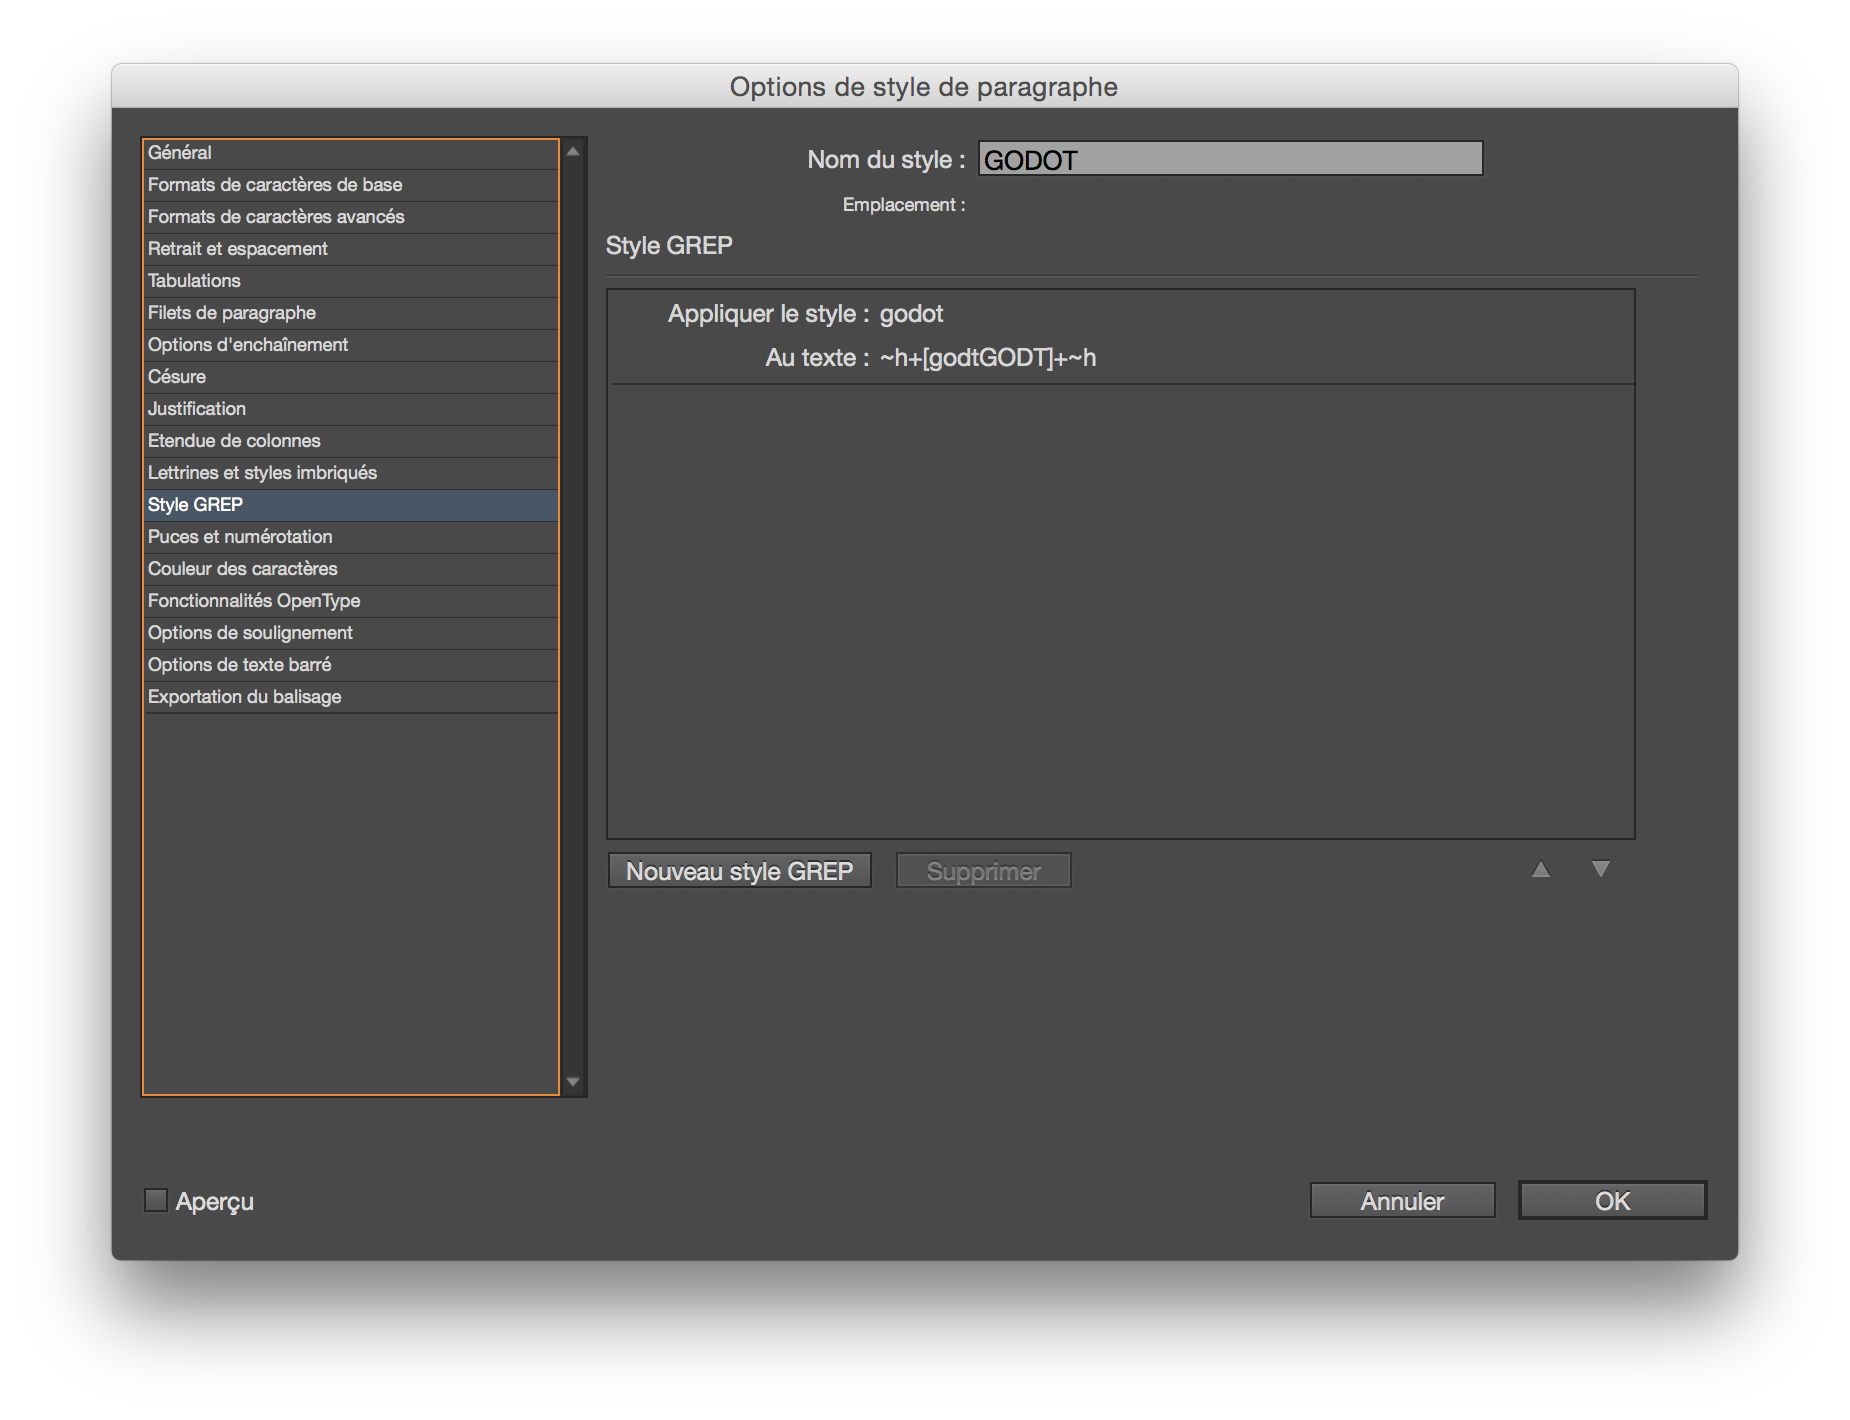 Options de style de paragraphe
Général
Formats de caractères de base
Formats de caractères avancés
Retrait et espacement
Tabulations
Filets de paragraphe
Options d'enchaînement
Césure
Justification
Etendue de colonnes
Lettrines et styles imbriqués
Style GREP
Puces et numérotation
Couleur des caractères
Fonctionnalités OpenType
Options de soulignement
Options de texte barré
Exportation du balisage
Nom du style : GODOT
Emplacement :
Style GREP
Appliquer le style : godot
Au texte : ~h+[godtGODT]+~h
Nouveau style GREP Supprimer
Aperçu
Annuler OK